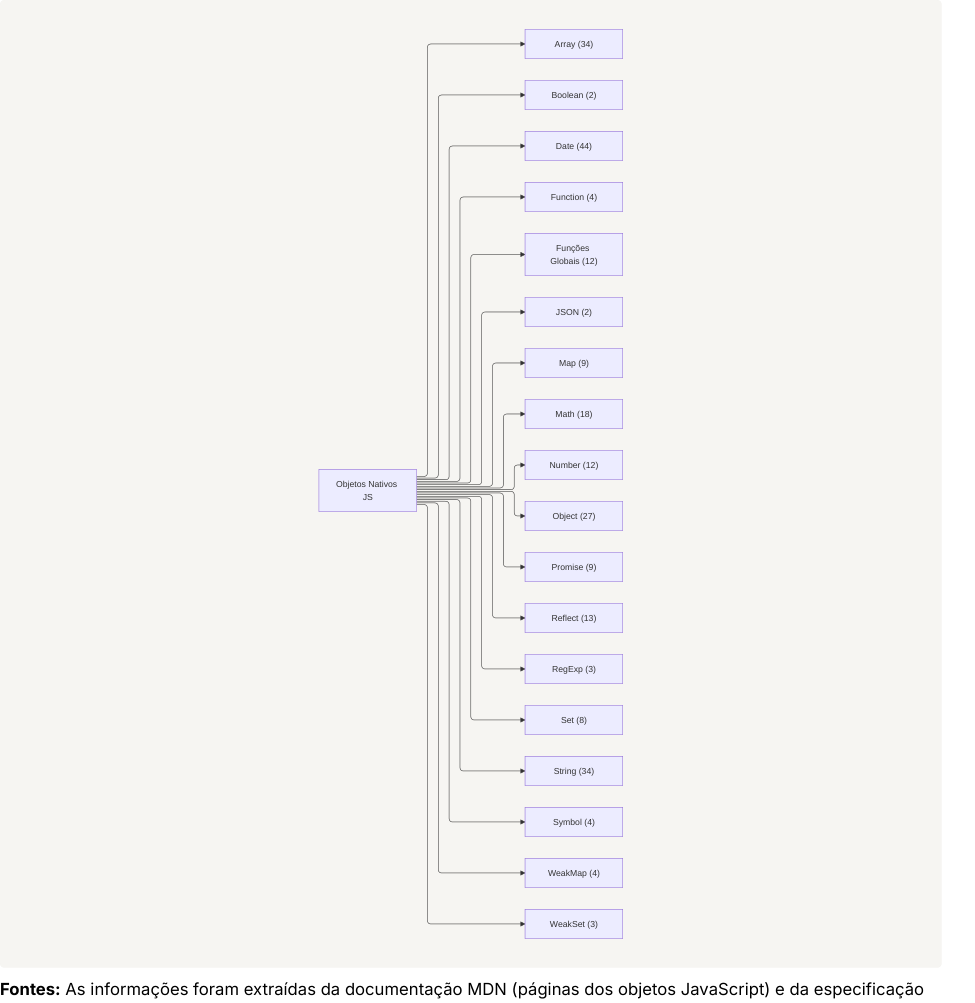 Array (34)
Boolean (2)
Date (44)
Function (4)
Funções
Globais (12)
JSON (2)
Map (9)
Math (18)
Number (12)
Objetos Nativos
JS
Object (27)
Promise (9)
Reflect (13)
RegExp (3)
Set (8)
String (34)
Symbol (4)
WeakMap (4)
WeakSet (3)
Fontes: As informações foram extraídas da documentação MDN (páginas dos objetos JavaScript) e da especificação